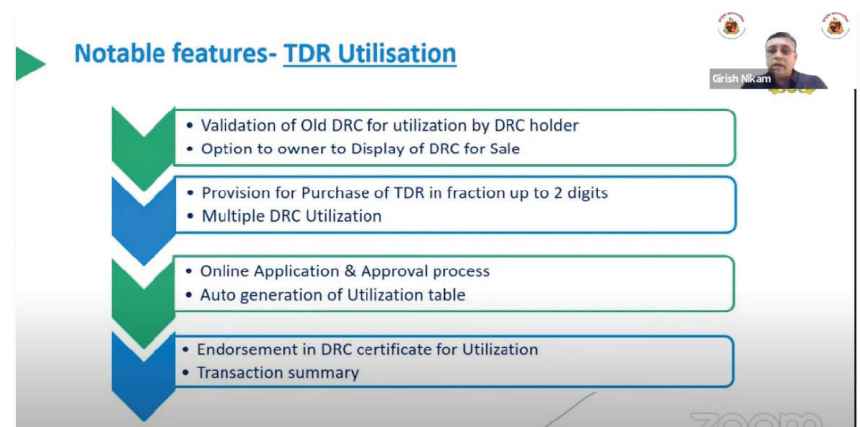 Notable features- TDR Utilisation
Girish Nikam
• Validation of Old DRC for utilization by DRC holder
• Option to owner to Display of DRC for Sale
• Provision for Purchase of TDR in fraction up to 2 digits
• Multiple DRC Utilization
• Online Application & Approval process
• Auto generation of Utilization table
• Endorsement in DRC certificate for Utilization
• Transaction summary
zoom